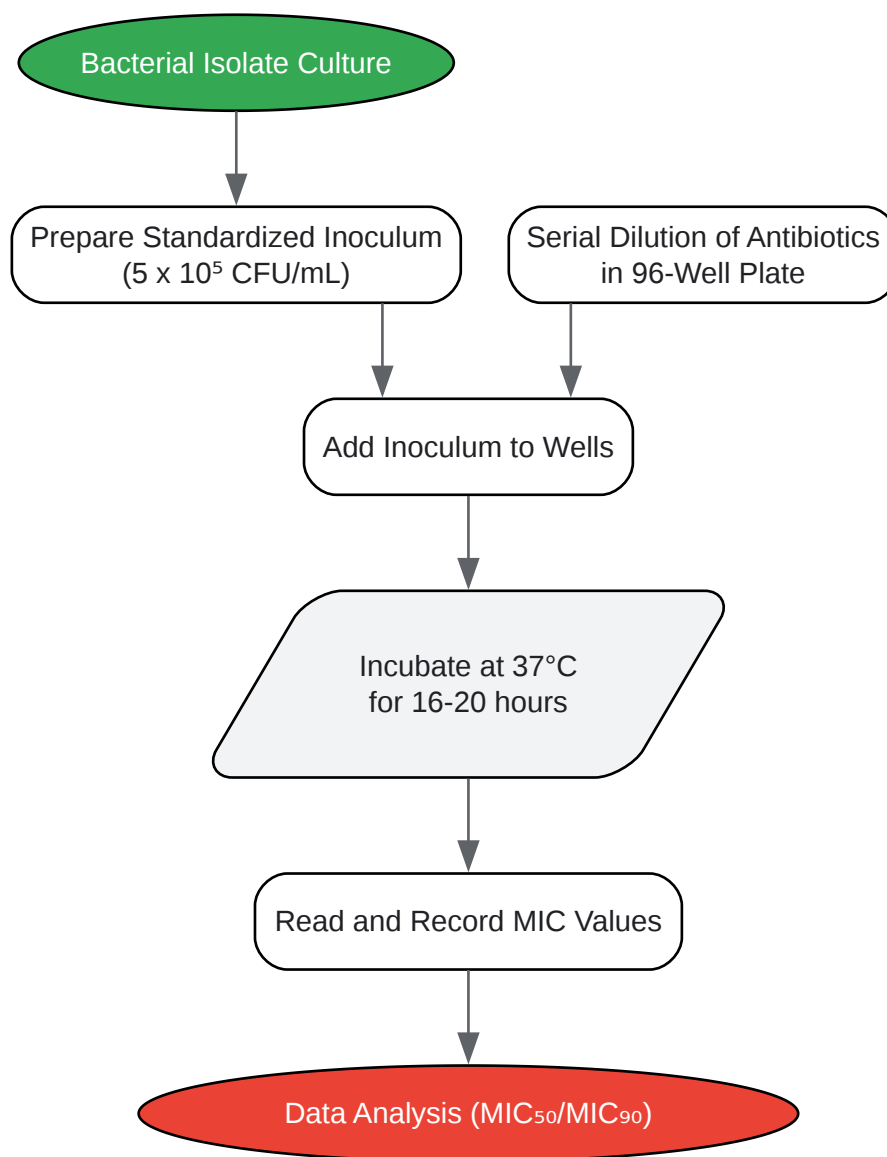 Bacterial Isolate Culture
Prepare Standardized Inoculum
(5 x 10⁵ CFU/mL)
Serial Dilution of Antibiotics
in 96-Well Plate
Add Inoculum to Wells
Incubate at 37°C
for 16-20 hours
Read and Record MIC Values
Data Analysis (MIC₅₀/MIC₉₀)